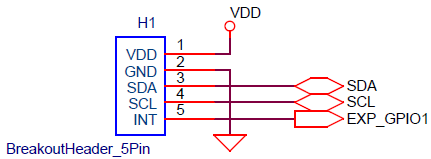 H1
VDD
VDD 1
GND 2
SDA 3
SCL 4
INT 5
SDA
SCL
EXP_GPIO1
BreakoutHeader_5Pin